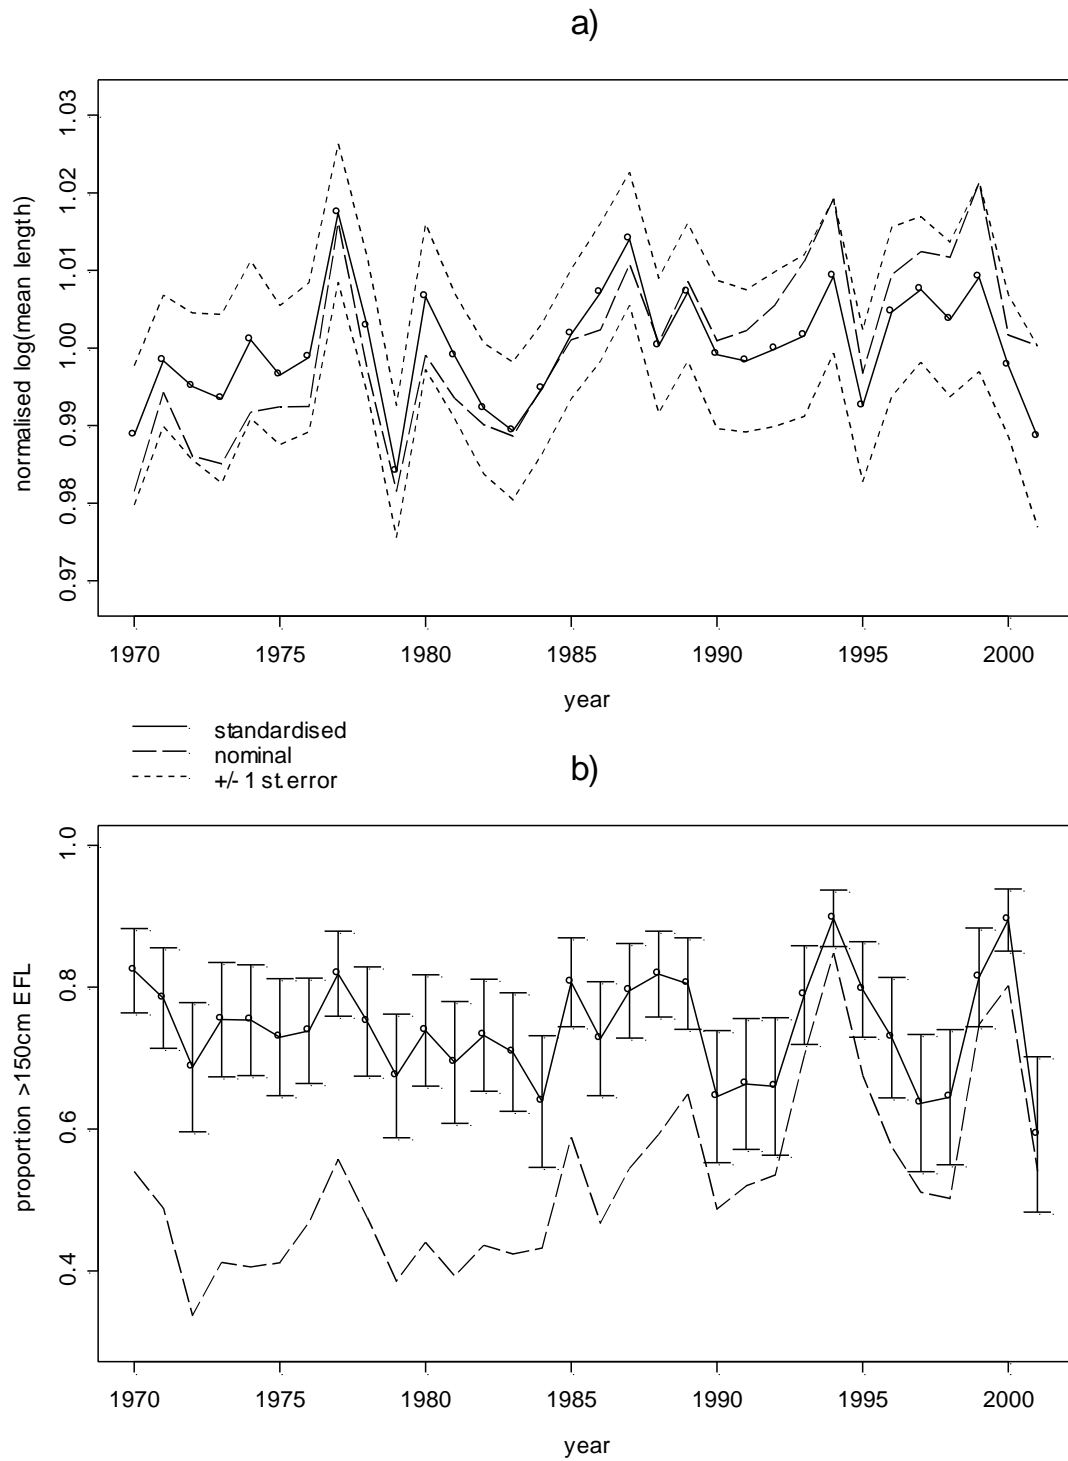 a)
normalised log(mean length)
1.03
1.02
1.01
1.00
0.99
0.98
0.97
1970 1975 1980 1985 1990 1995 2000
year
standardised
nominal
+/- 1 st.error
b)
proportion >150cm EFL
1.0
0.8
0.6
0.4
1970 1975 1980 1985 1990 1995 2000
year